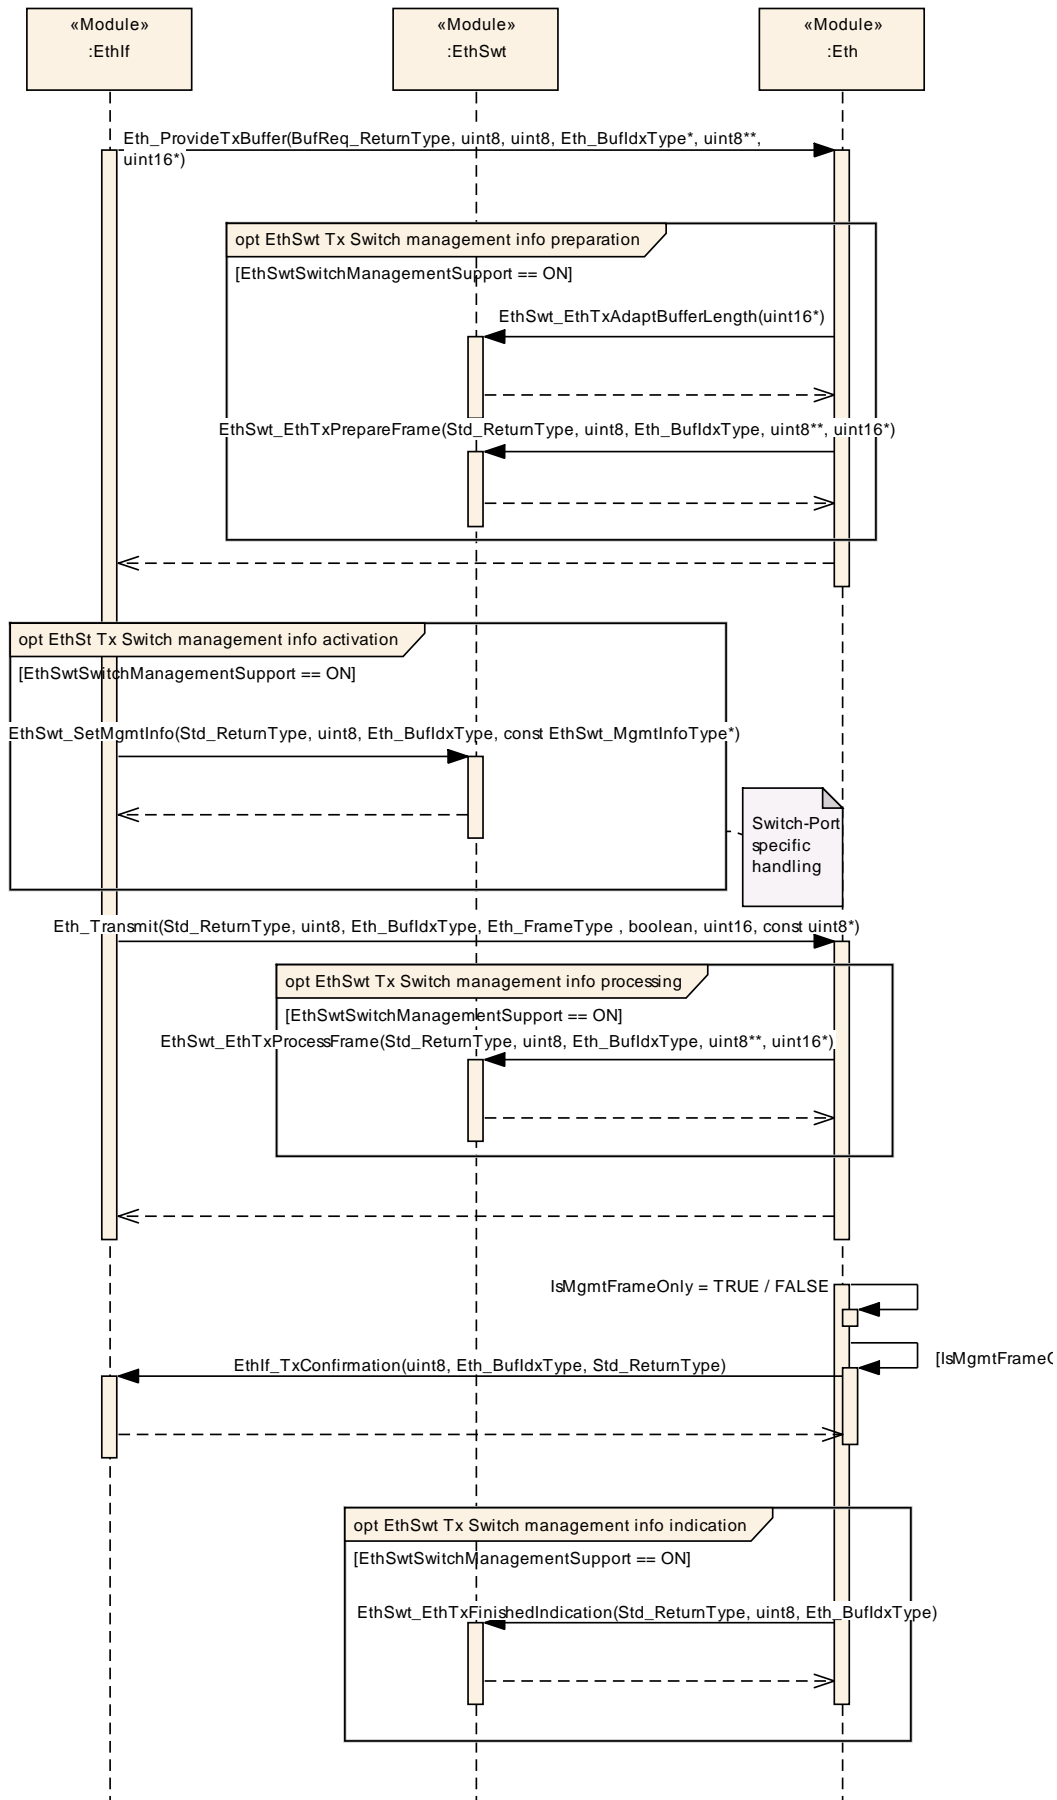 «Module»
:EthIf
«Module»
:EthSwt
«Module»
:Eth
Eth_ProvideTxBuffer(BufReq_ReturnType, uint8, uint8, Eth_BufIdxType*, uint8**,
uint16*)
opt EthSwt Tx Switch management info preparation
[EthSwtSwitchManagementSupport == ON]
EthSwt_EthTxAdaptBufferLength(uint16*)
EthSwt_EthTxPrepareFrame(Std_ReturnType, uint8, Eth_BufIdxType, uint8**, uint16*)
opt EthSt Tx Switch management info activation
[EthSwtSwitchManagementSupport == ON]
EthSwt_SetMgmtInfo(Std_ReturnType, uint8, Eth_BufIdxType, const EthSwt_MgmtInfoType*)
Switch-Port
specific
handling
Eth_Transmit(Std_ReturnType, uint8, Eth_BufIdxType, Eth_FrameType , boolean, uint16, const uint8*)
opt EthSwt Tx Switch management info processing
[EthSwtSwitchManagementSupport == ON]
EthSwt_EthTxProcessFrame(Std_ReturnType, uint8, Eth_BufIdxType, uint8**, uint16*)
IsMgmtFrameOnly = TRUE / FALSE
[IsMgmtFrameO
EthIf_TxConfirmation(uint8, Eth_BufIdxType, Std_ReturnType)
opt EthSwt Tx Switch management info indication
[EthSwtSwitchManagementSupport == ON]
EthSwt_EthTxFinishedIndication(Std_ReturnType, uint8, Eth_BufIdxType)